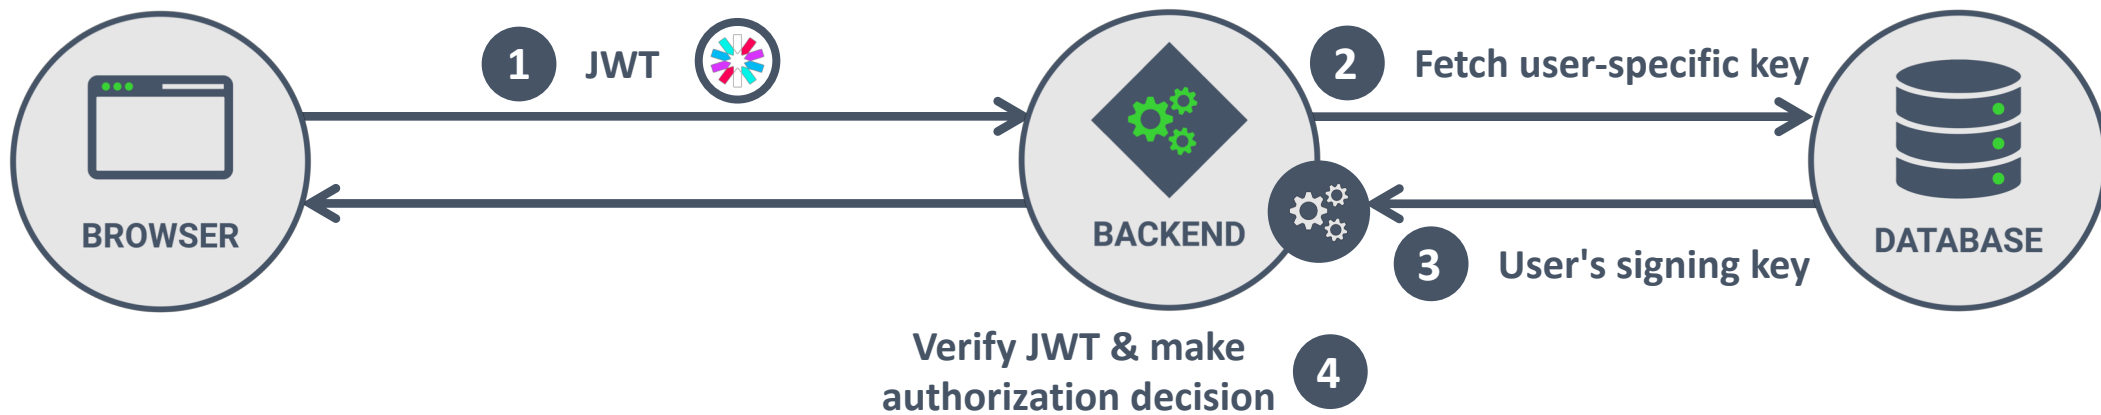 1 JWT
2 Fetch user-specific key
BROWSER
BACKEND
DATABASE
3 User's signing key
Verify JWT & make
authorization decision
4